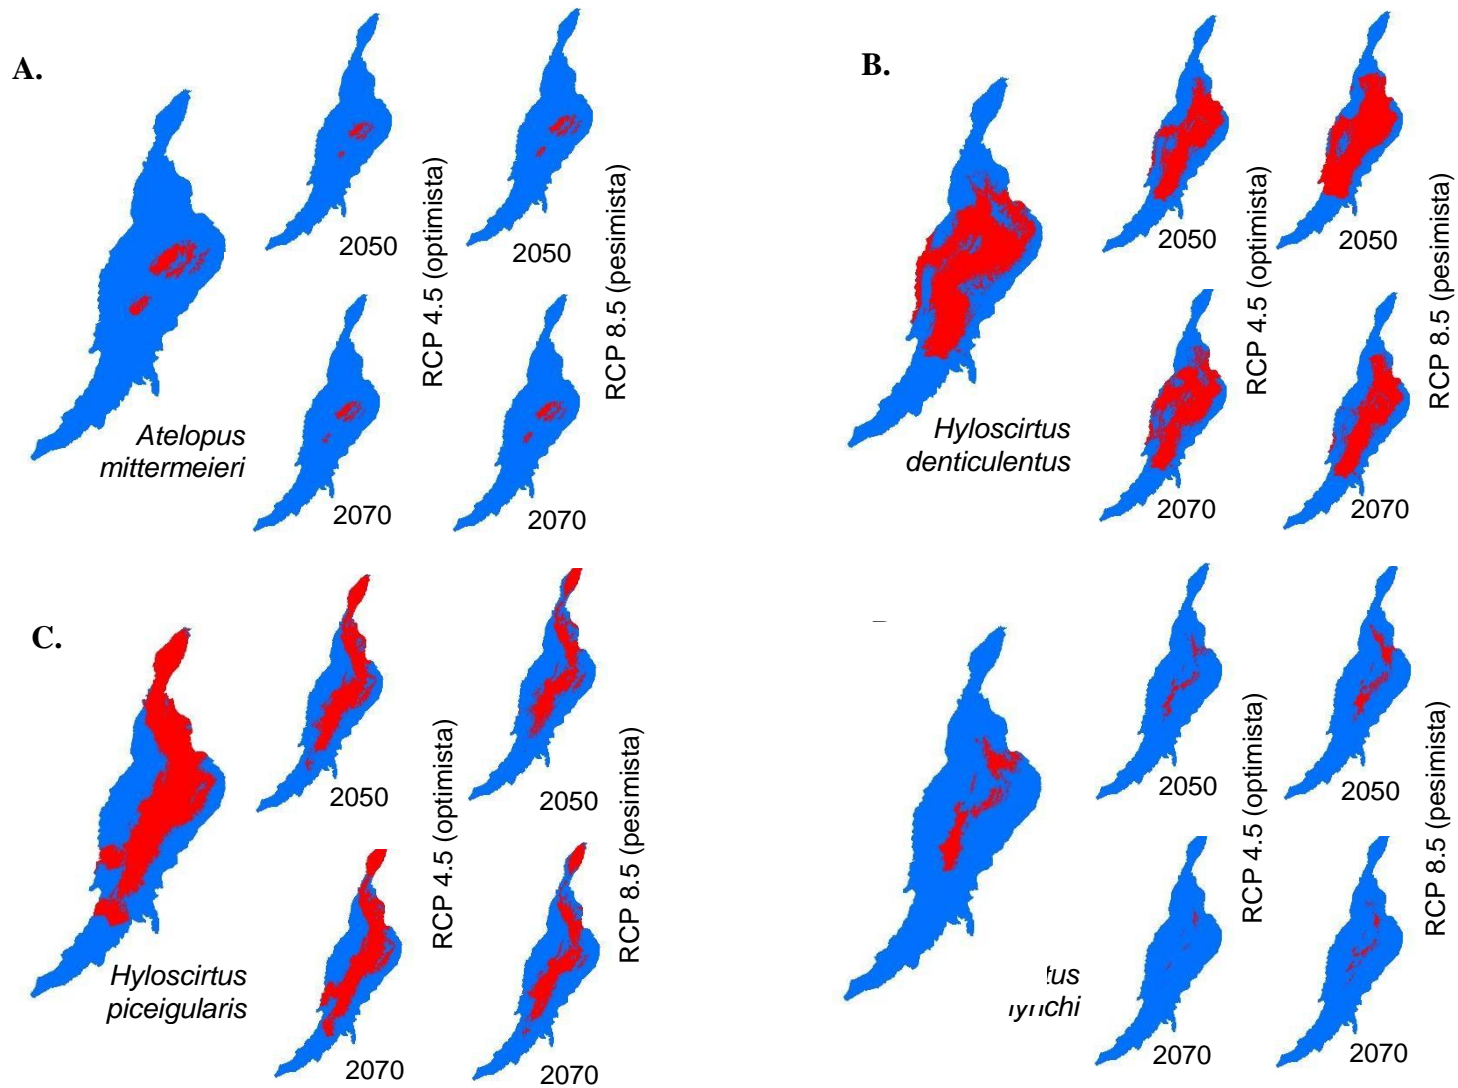 A.
2050
2050
RCP 4.5 (optimista)
RCP 8.5 (pesimista)
Atelopus
mittermeieri
2070
2070
B.
2050
2050
RCP 4.5 (optimista)
RCP 8.5 (pesimista)
Hyloscirtus
denticulentus
2070
2070
C.
2050
2050
RCP 4.5 (optimista)
RCP 8.5 (pesimista)
Hyloscirtus
piceigularis
2070
2070
2050
2050
RCP 4.5 (optimista)
RCP 8.5 (pesimista)
2070
2070